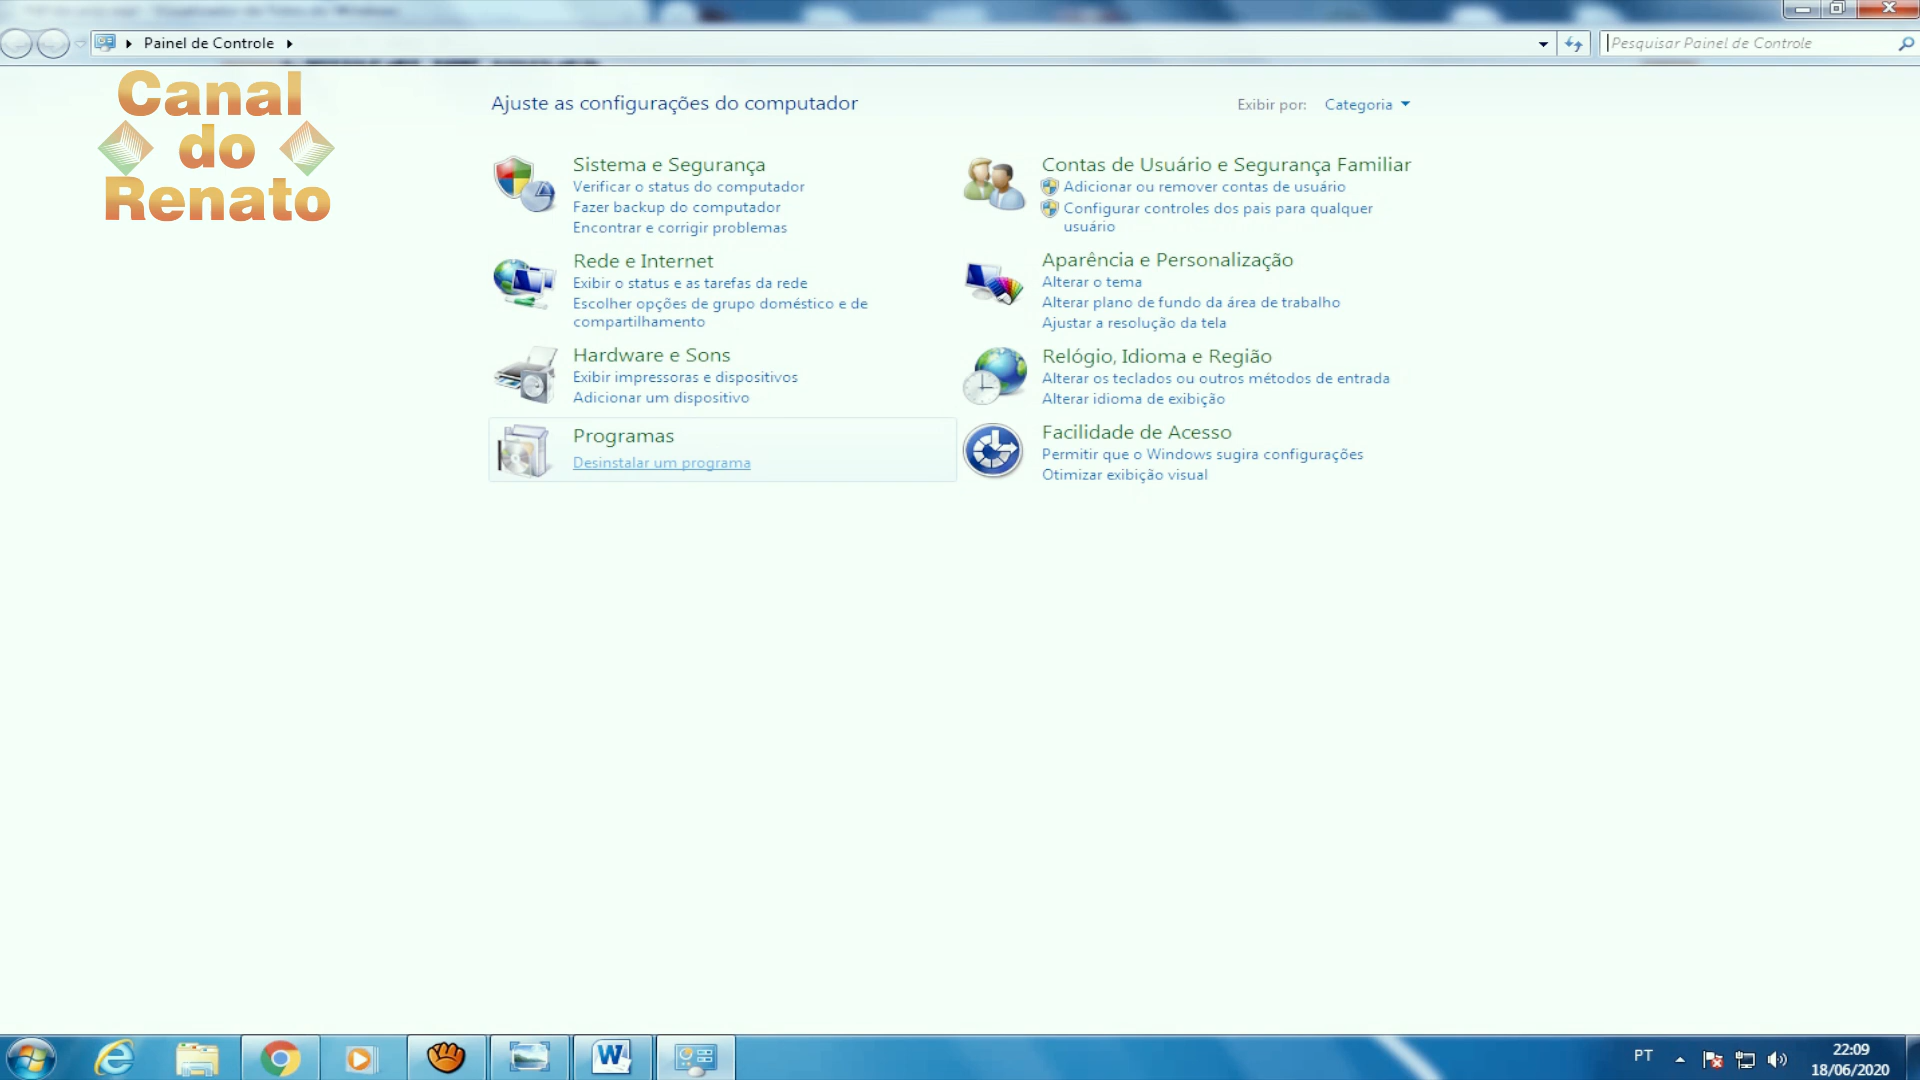 Painel de Controle
Pesquisar Painel de Controle
Canal
do
Renato
Ajuste as configurações do computador
Exibir por: Categoria
Sistema e Segurança
Verificar o status do computador
Fazer backup do computador
Encontrar e corrigir problemas
Rede e Internet
Exibir o status e as tarefas da rede
Escolher opções de grupo doméstico e de
compartilhamento
Hardware e Sons
Exibir impressoras e dispositivos
Adicionar um dispositivo
Programas
Desinstalar um programa
Contas de Usuário e Segurança Familiar
Adicionar ou remover contas de usuário
Configurar controles dos pais para qualquer
usuário
Aparência e Personalização
Alterar o tema
Alterar plano de fundo da área de trabalho
Ajustar a resolução da tela
Relógio, Idioma e Região
Alterar os teclados ou outros métodos de entrada
Alterar idioma de exibição
Facilidade de Acesso
Permitir que o Windows sugira configurações
Otimizar exibição visual
PT
22:09
18/06/2020